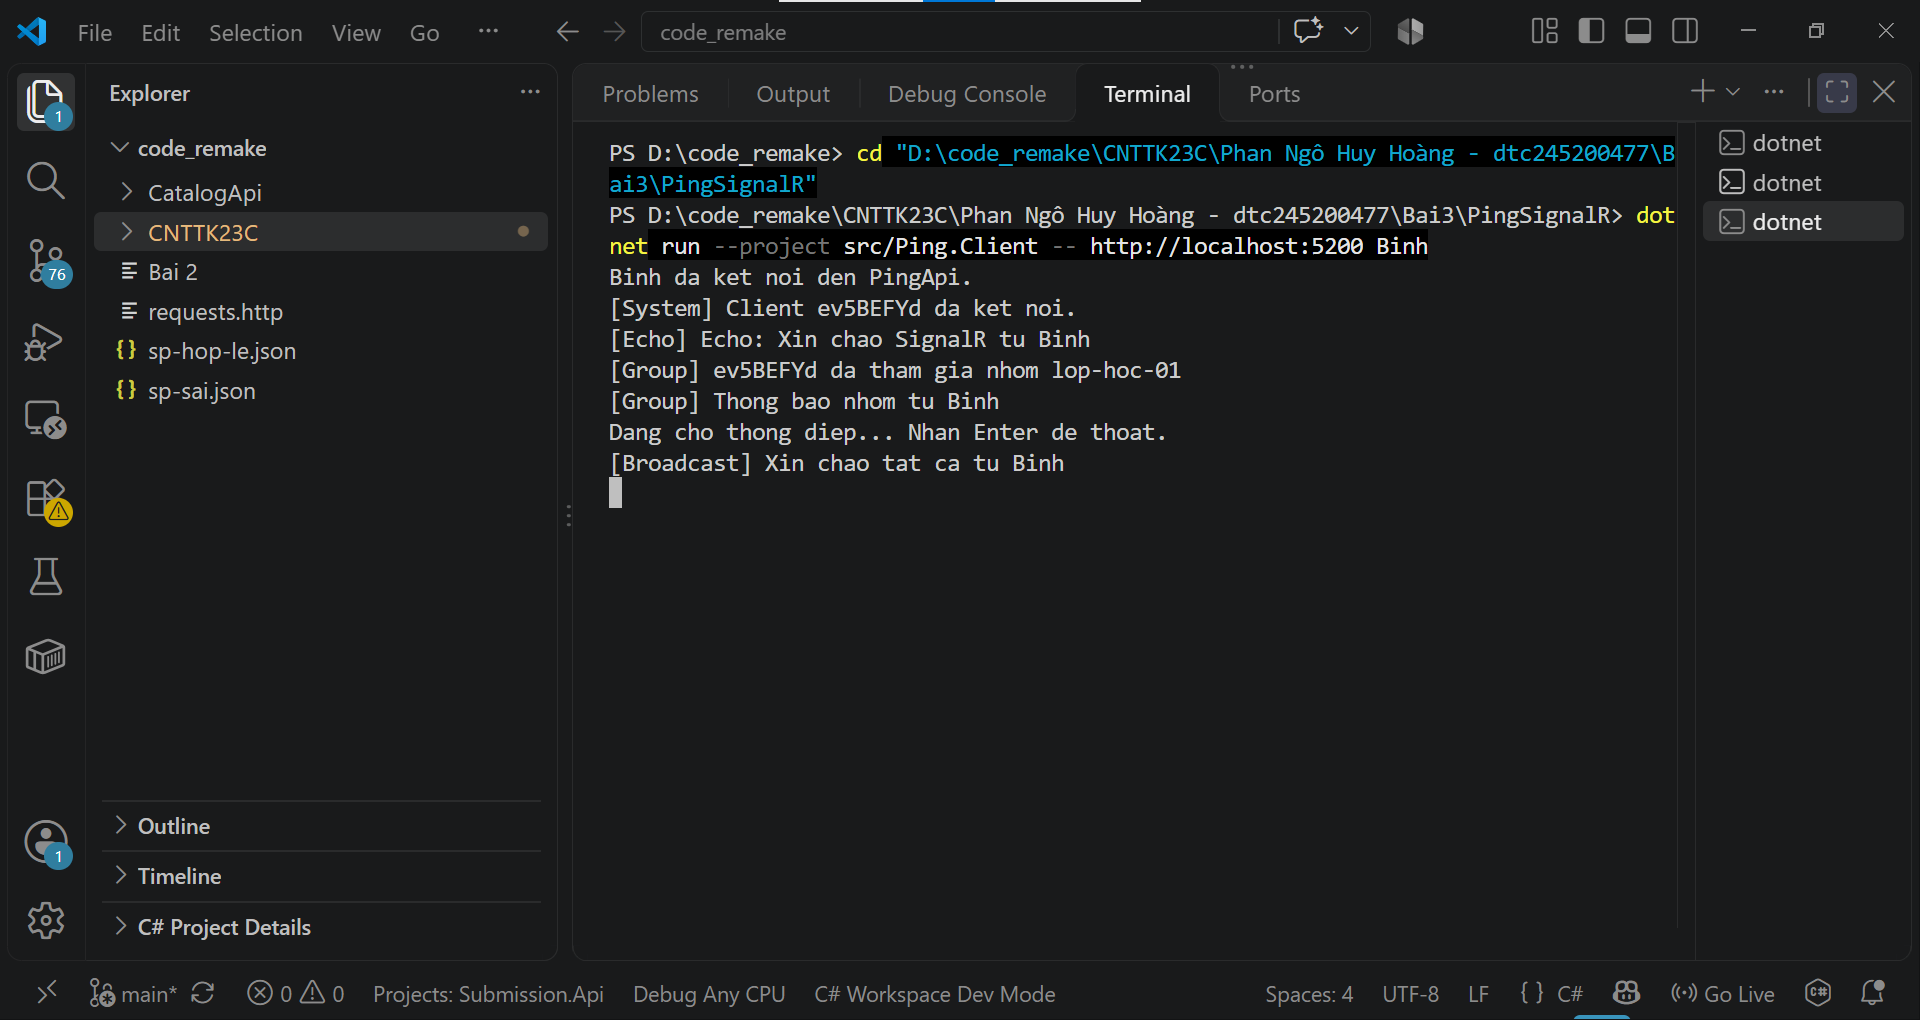 File Edit Selection View Go ...
code_remake
Explorer
code_remake
CatalogApi
CNTTK23C
Bai 2
requests.http
sp-hop-le.json
sp-sai.json
Outline
Timeline
C# Project Details
1
76
1
Problems Output Debug Console Terminal Ports
PS D:\code_remake> cd "D:\code_remake\CNTTK23C\Phan Ngô Huy Hoàng - dtc245200477\B
ai3\PingSignalR"
PS D:\code_remake\CNTTK23C\Phan Ngô Huy Hoàng - dtc245200477\Bai3\PingSignalR> dot
net run --project src/Ping.Client -- http://localhost:5200 Binh
Binh da ket noi den PingApi.
[System] Client ev5BEFYd da ket noi.
[Echo] Echo: Xin chao SignalR tu Binh
[Group] ev5BEFYd da tham gia nhom lop-hoc-01
[Group] Thong bao nhom tu Binh
Dang cho thong diep... Nhan Enter de thoat.
[Broadcast] Xin chao tat ca tu Binh
dotnet
dotnet
dotnet
main* 0 0 Projects: Submission.Api Debug Any CPU C# Workspace Dev Mode Spaces: 4 UTF-8 LF { } C# Go Live